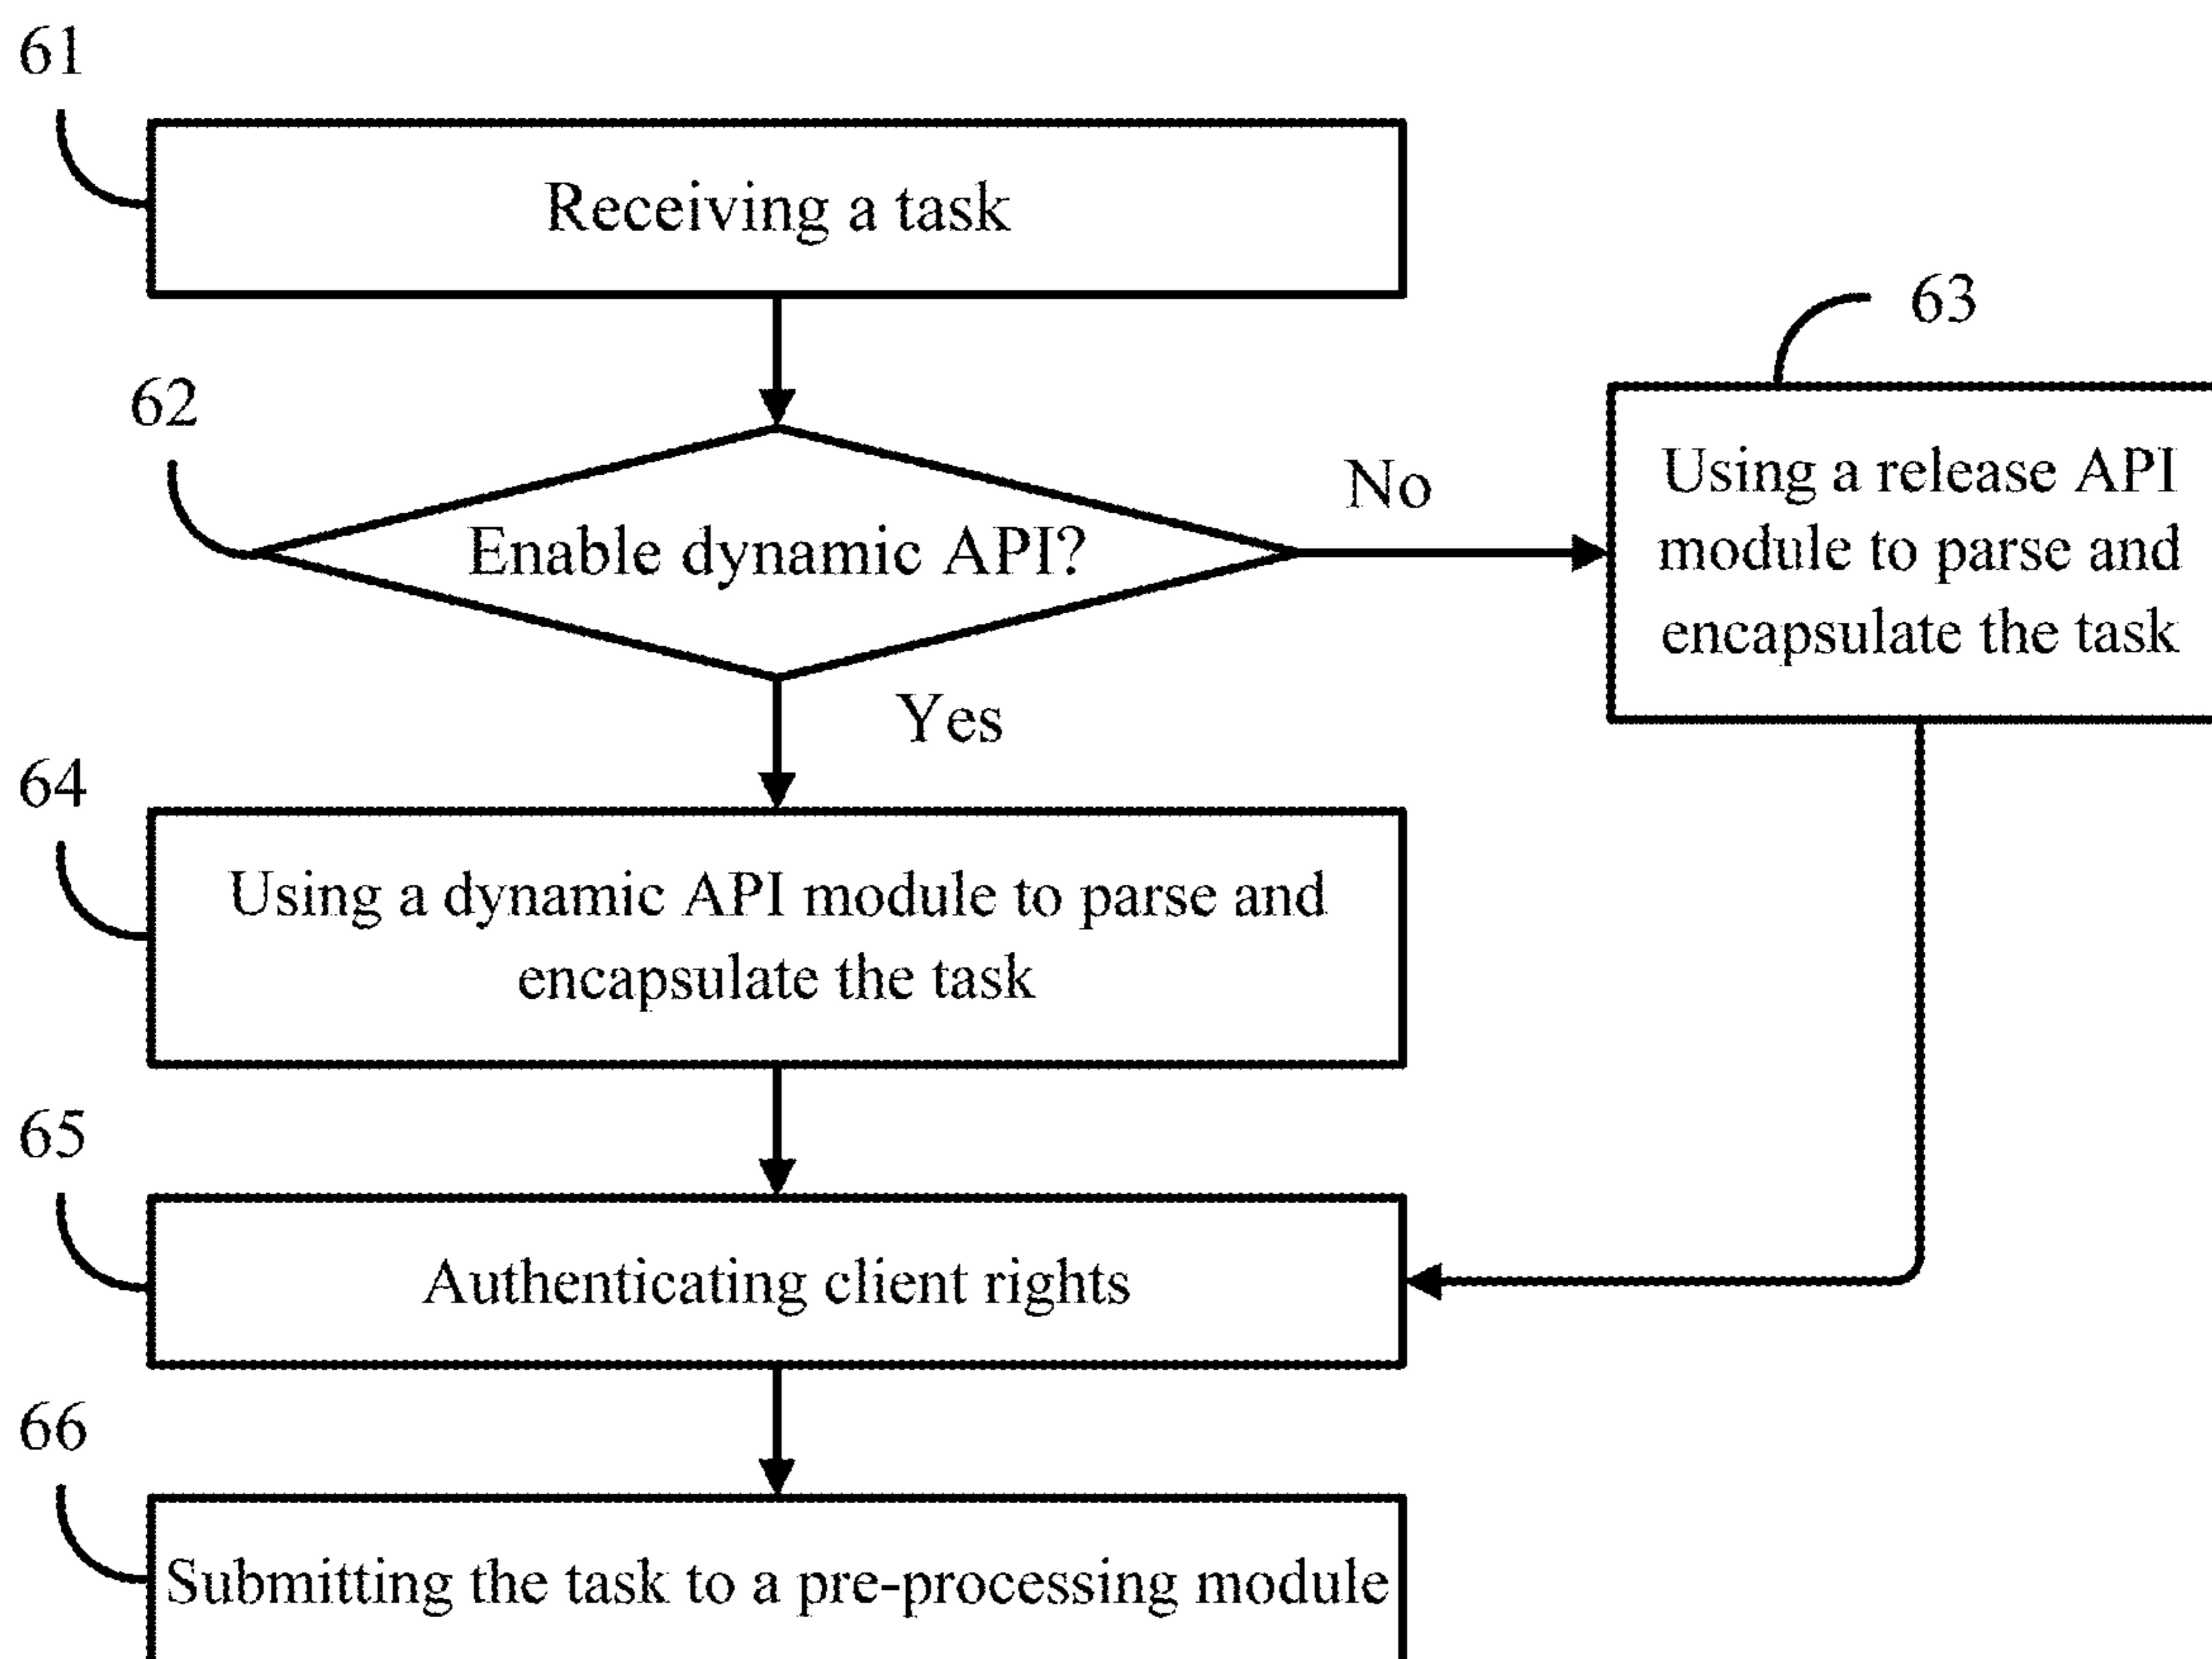 61
Receiving a task
62
Enable dynamic API?
No
63
Using a release API
module to parse and
encapsulate the task
Yes
64
Using a dynamic API module to parse and
encapsulate the task
65
Authenticating client rights
66
Submitting the task to a pre-processing module